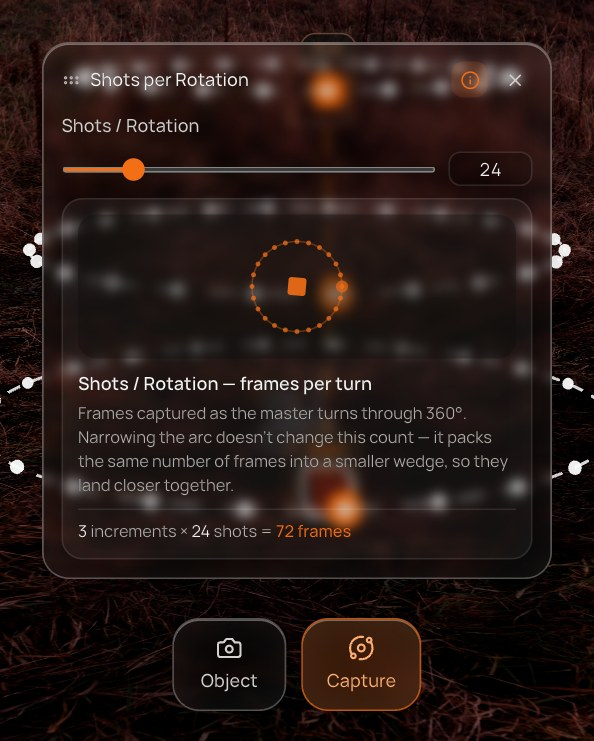 Shots per Rotation
Shots / Rotation
24
Shots / Rotation — frames per turn
Frames captured as the master turns through 360°.
Narrowing the arc doesn't change this count — it packs
the same number of frames into a smaller wedge, so they
land closer together.
3 increments × 24 shots = 72 frames
Object
Capture